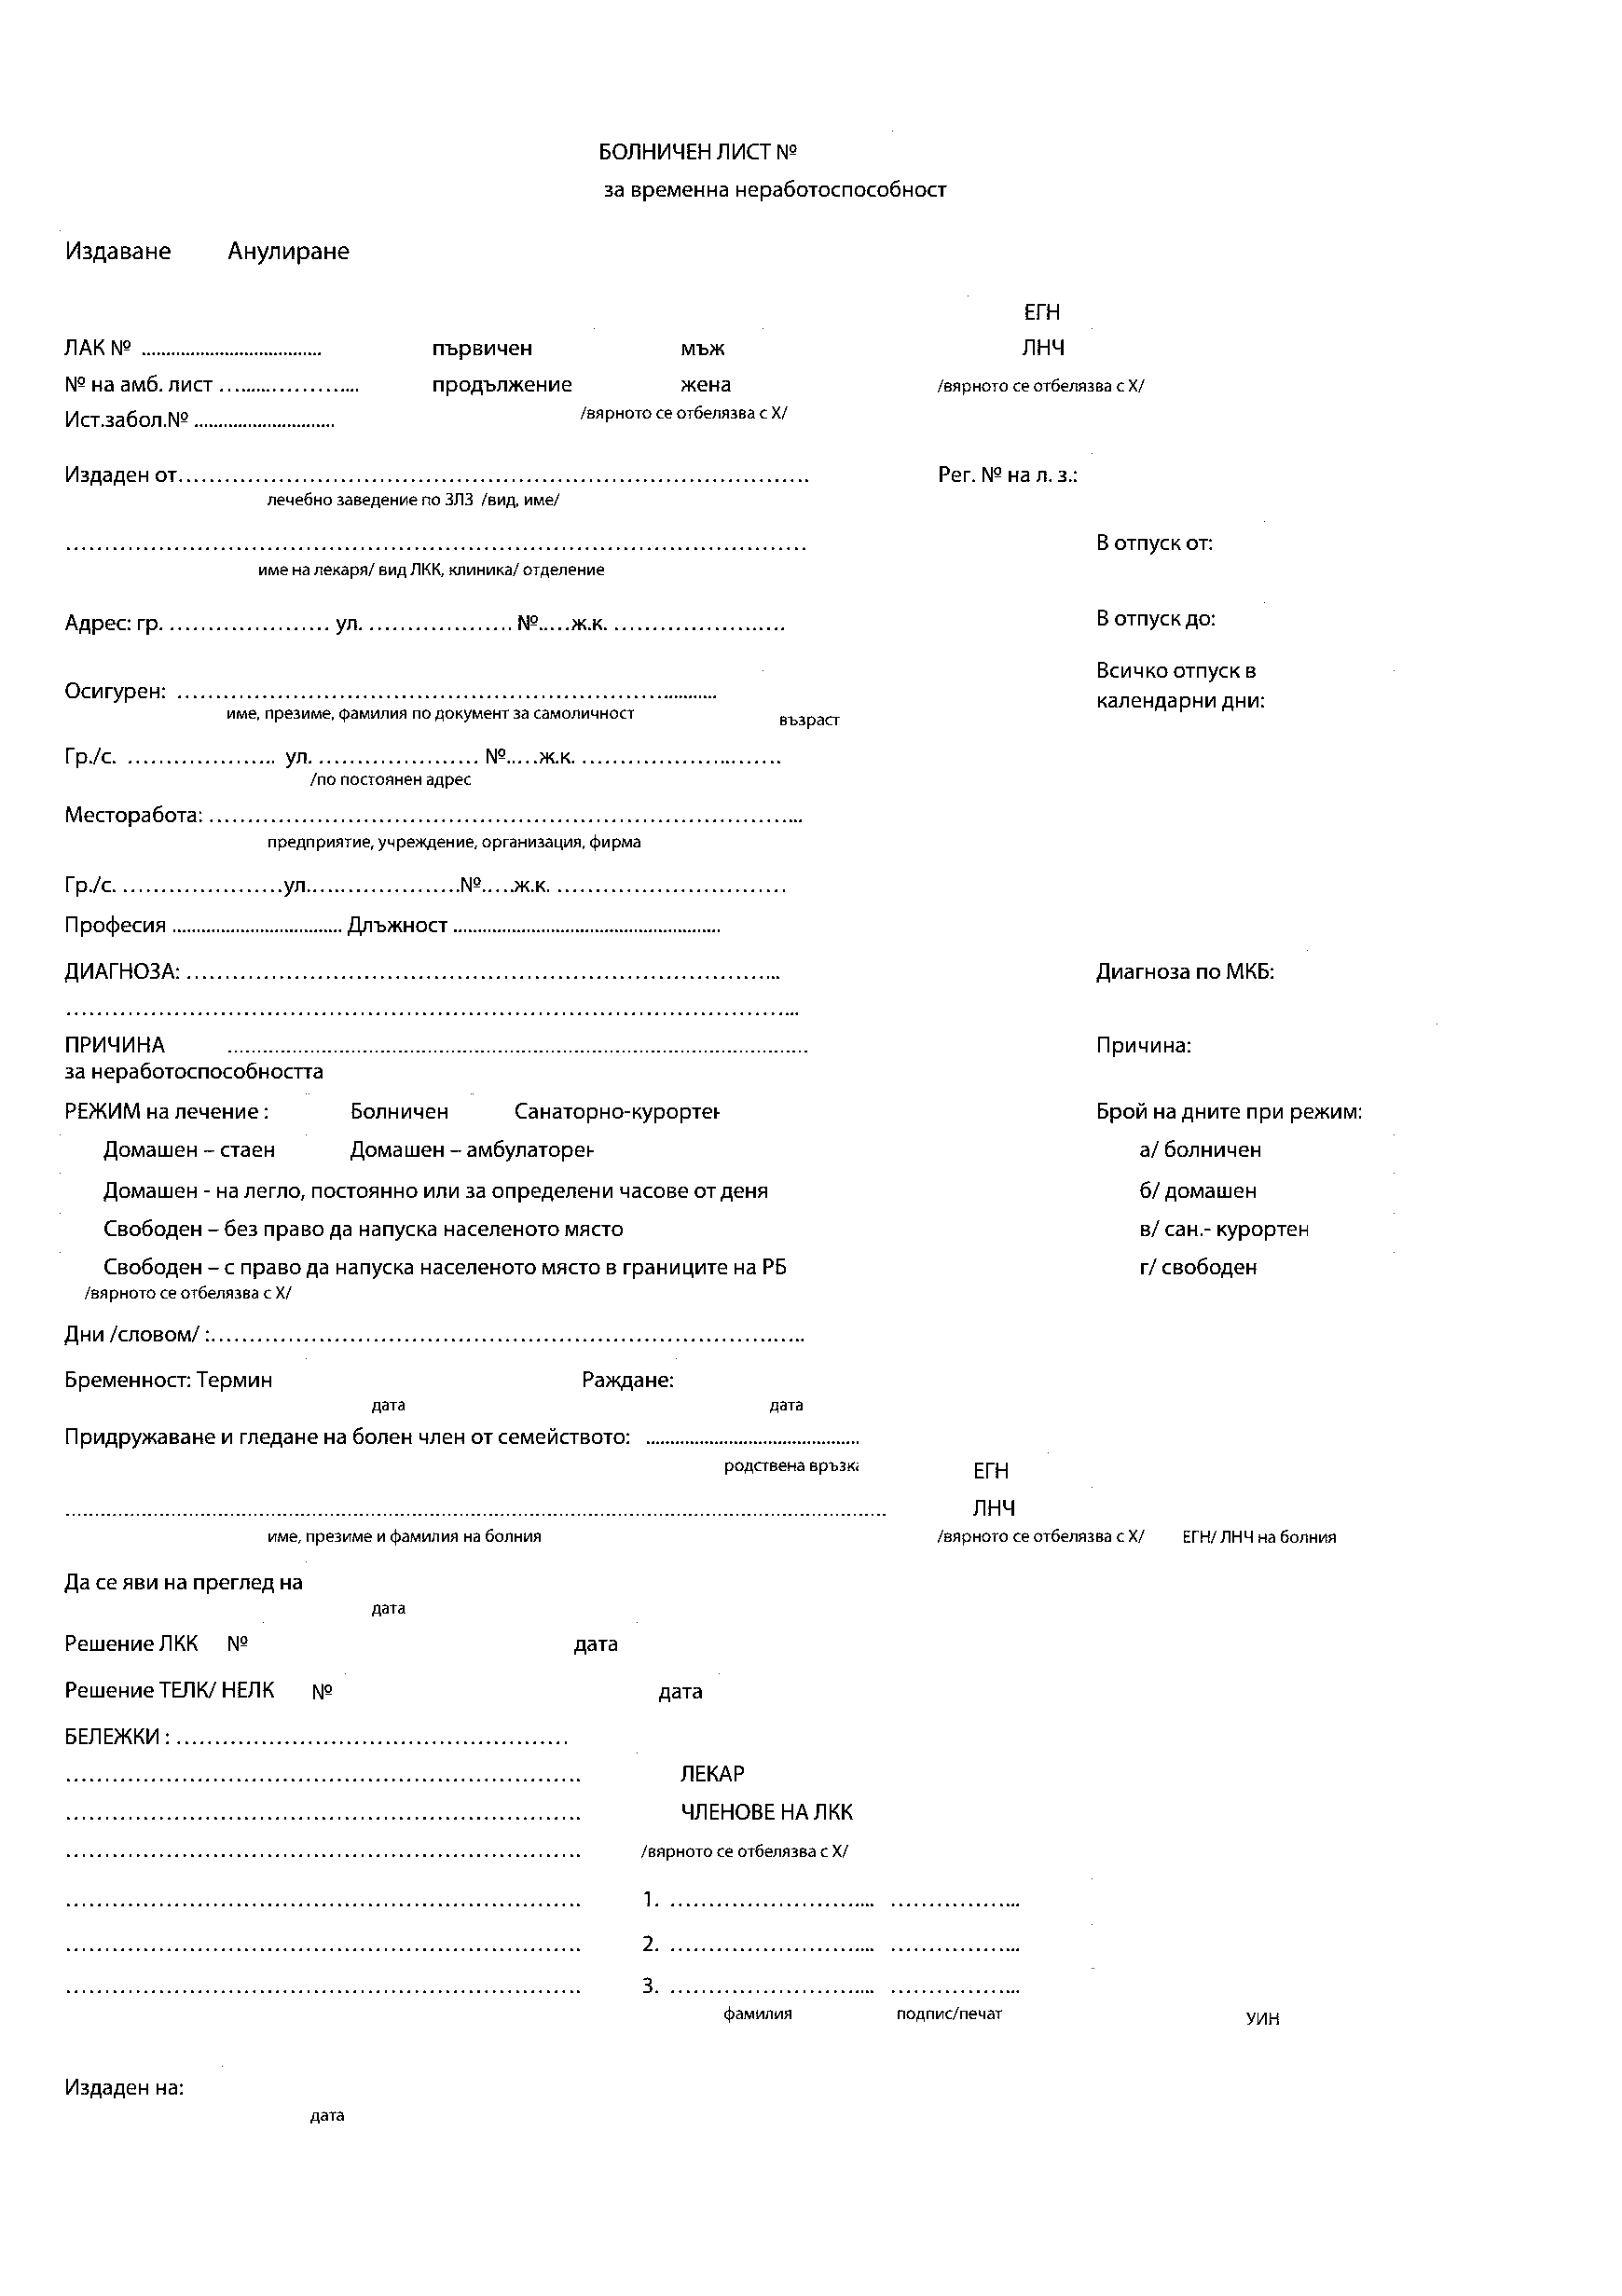 БОЛНИЧЕН ЛИСТ №
за временна неработоспособност
Издаване Анулиране
ЕГН
ЛАК № .................................... първичен мъж ЛНЧ
№ на амб. лист ............................ продължение жена /вярното се отбелязва с Х/
Ист.забол.№ ............................ /вярното се отбелязва с Х/
Издаден от................................................................................ Рег. № на л. з.:
лечебно заведение по ЗЛЗ /вид, име/
.............................................................................................. В отпуск от:
име на лекаря/ вид ЛКК, клиника/ отделение
Адрес: гр. ..................... ул. ................... №.....ж.к. ...................... В отпуск до:
Всичко отпуск в
Осигурен: ....................................................................... календарни дни:
име, презиме, фамилия по документ за самоличност възраст
Гр./с. ................... ул. ..................... №.....ж.к. ..........................
/по постоянен адрес
Месторабота: ............................................................................
предприятие, учреждение, организация, фирма
Гр./с. .....................ул....................№.....ж.к. ..............................
Професия ................................... Длъжност .......................................................
ДИАГНОЗА: ............................................................................ Диагноза по МКБ:
..............................................................................................
ПРИЧИНА ............................................................................ Причина:
за неработоспособността
РЕЖИМ на лечение : Болничен Санаторно-курортен Брой на дните при режим:
Домашен – стаен Домашен – амбулаторен а/ болничен
Домашен - на легло, постоянно или за определени часове от деня б/ домашен
Свободен – без право да напуска населеното място в/ сан.- курортен
Свободен – с право да напуска населеното място в границите на РБ г/ свободен
/вярното се отбелязва с Х/
Дни /словом/ :............................................................................
Бременност: Термин Раждане:
дата дата
Придружаване и гледане на болен член от семейството: ............................................
родствена връзка ЕГН
.............................................................................................. ЛНЧ
име, презиме и фамилия на болния /вярното се отбелязва с Х/ ЕГН/ ЛНЧ на болния
Да се яви на преглед на
дата
Решение ЛКК № дата
Решение ТЕЛК/ НЕЛК № дата
БЕЛЕЖКИ : ..................................................
.................................................................. ЛЕКАР
.................................................................. ЧЛЕНОВЕ НА ЛКК
.................................................................. /вярното се отбелязва с Х/
.................................................................. 1. ........................... .................
.................................................................. 2. ........................... .................
.................................................................. 3. ........................... .................
фамилия подпис/печат УИН
Издаден на:
дата